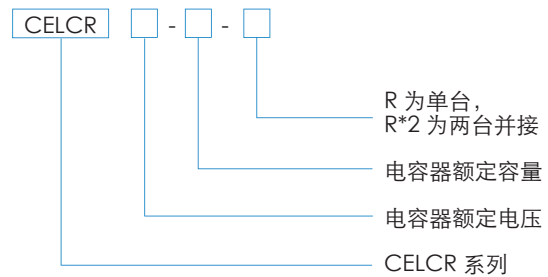 CELCR - -
R 为单台，
R*2 为两台并接
电容器额定容量
电容器额定电压
CELCR 系列